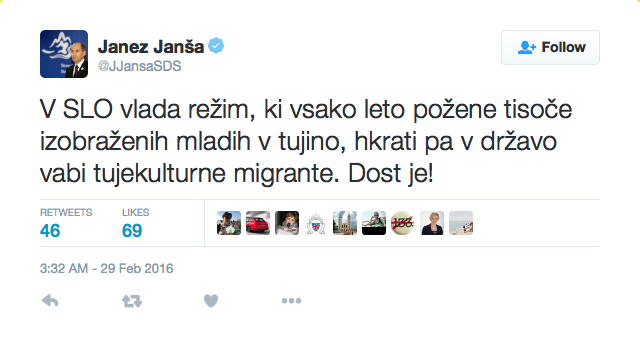 Janez Janša
@JJansaSDS
Follow
V SLO vlada režim, ki vsako leto požene tisoče
izobraženih mladih v tujino, hkrati pa v državo
vabi tujekulturne migrante. Dost je!
RETWEETS
46
LIKES
69
3:32 AM - 29 Feb 2016